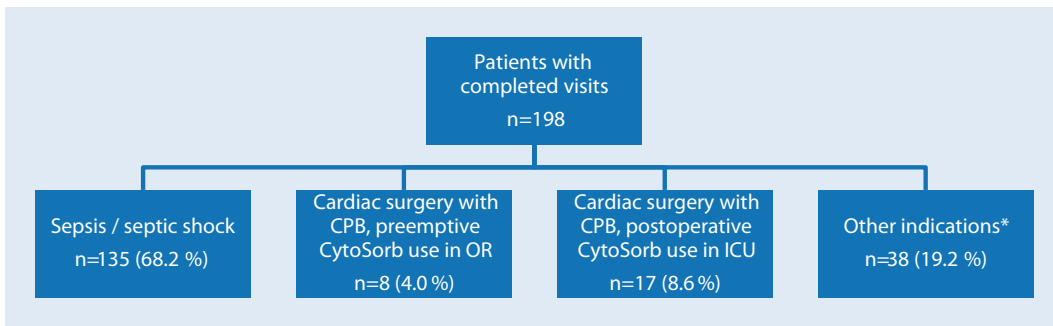 Patients with
completed visits
n=198
Sepsis / septic shock
n=135 (68.2 %)
Cardiac surgery with
CPB, preemptive
CytoSorb use in OR
n=8 (4.0 %)
Cardiac surgery with
CPB, postoperative
CytoSorb use in ICU
n=17 (8.6 %)
Other indications*
n=38 (19.2 %)